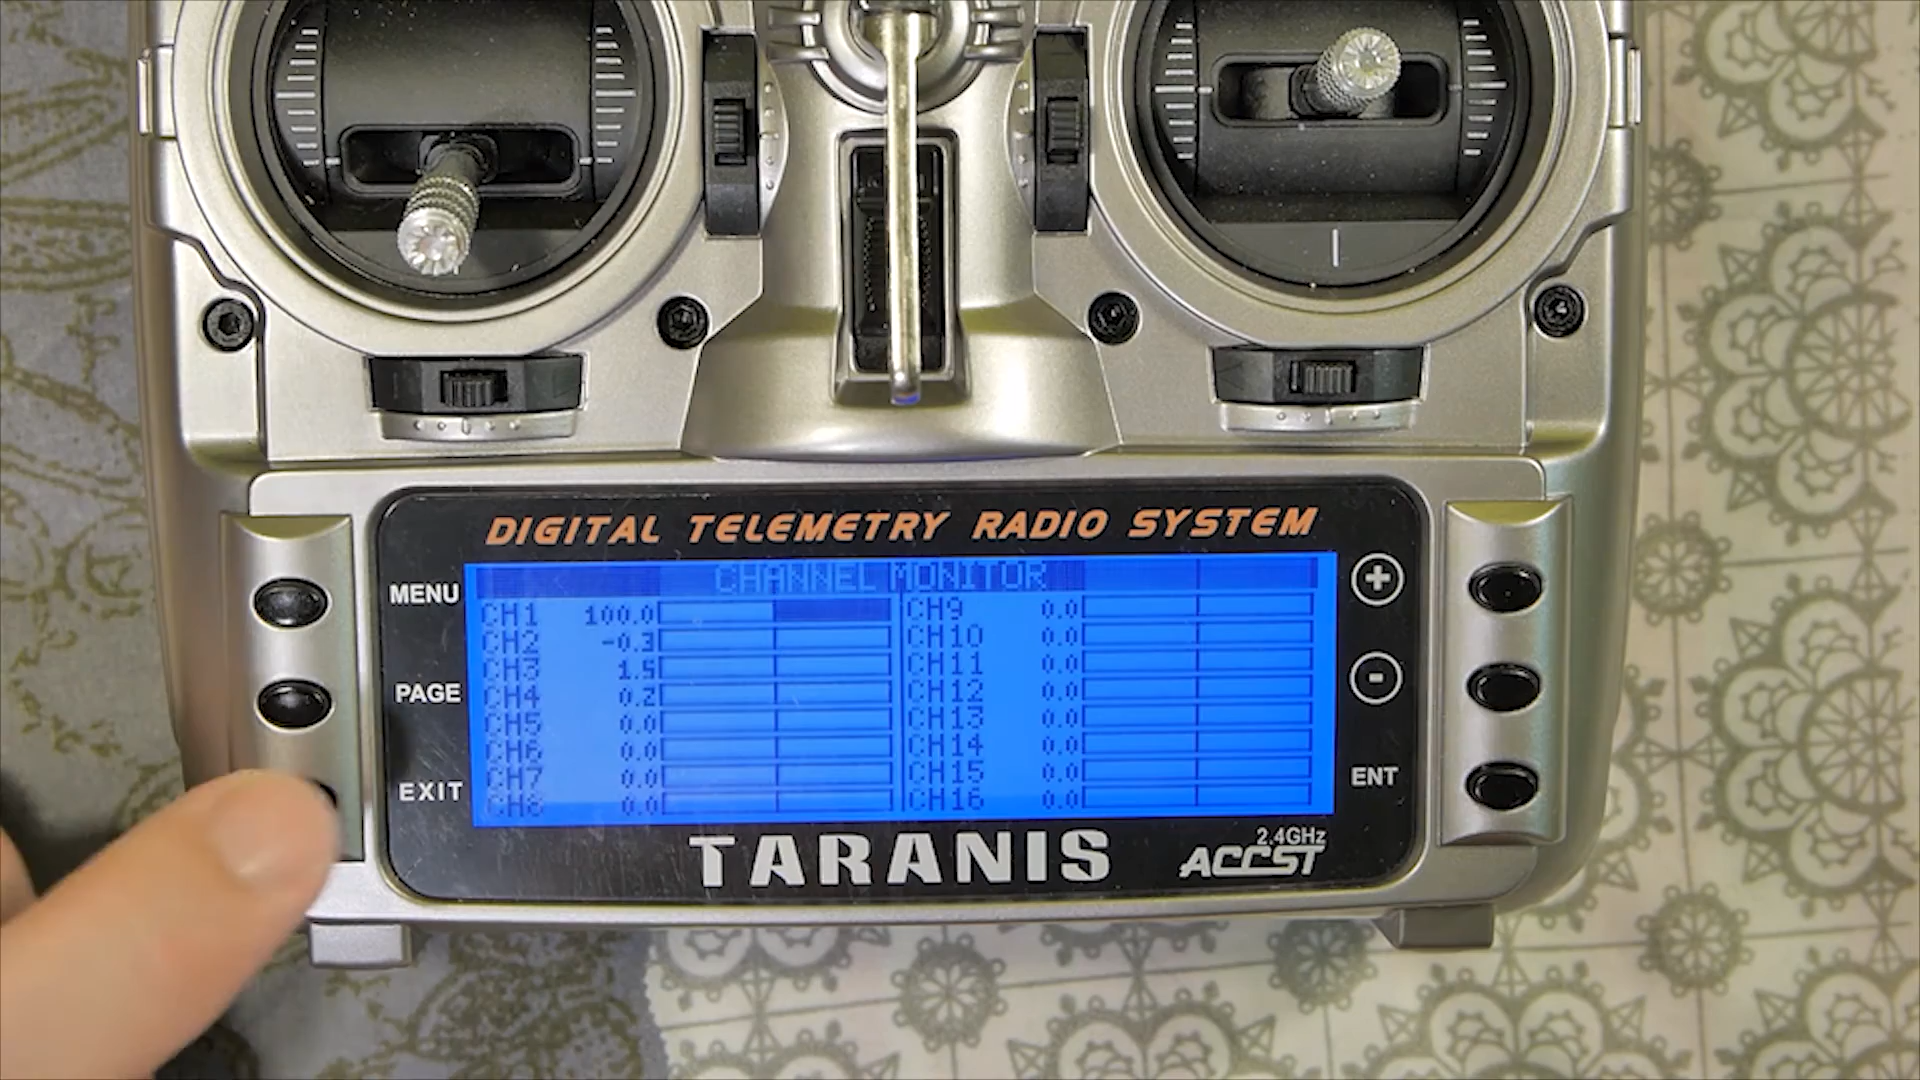 DIGITAL TELEMETRY RADIO SYSTEM
MENU
PAGE
EXIT
CHANNEL MONITOR
CH1 100.0
CH2 -0.3
CH3 1.5
CH4 0.2
CH5 0.0
CH6 0.0
CH7 0.0
CH8 0.0
CH9 0.0
CH10 0.0
CH11 0.0
CH12 0.0
CH13 0.0
CH14 0.0
CH15 0.0
CH16 0.0
+
-
ENT
TARANIS
2.4GHz
ACCST